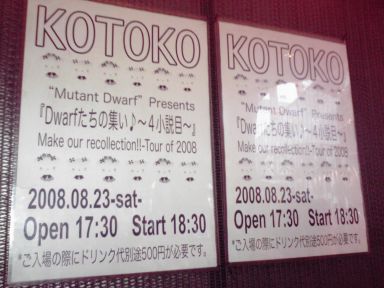 KOTOKO
"Mutant Dwarf" Presents
『Dwarfたちの集い♪～4小説目～』
Make our recollection!!-Tour of 2008
2008.08.23-sat-
Open 17:30 Start 18:30
*ご入場の際にドリンク代別途500円が必要です。
KOTOKO
"Mutant Dwarf" Presents
『Dwarfたちの集い♪～4小説目～』
Make our recollection!!-Tour of 2008
2008.08.23-sat-
Open 17:30 Start 18:30
*ご入場の際にドリンク代別途500円が必要です。